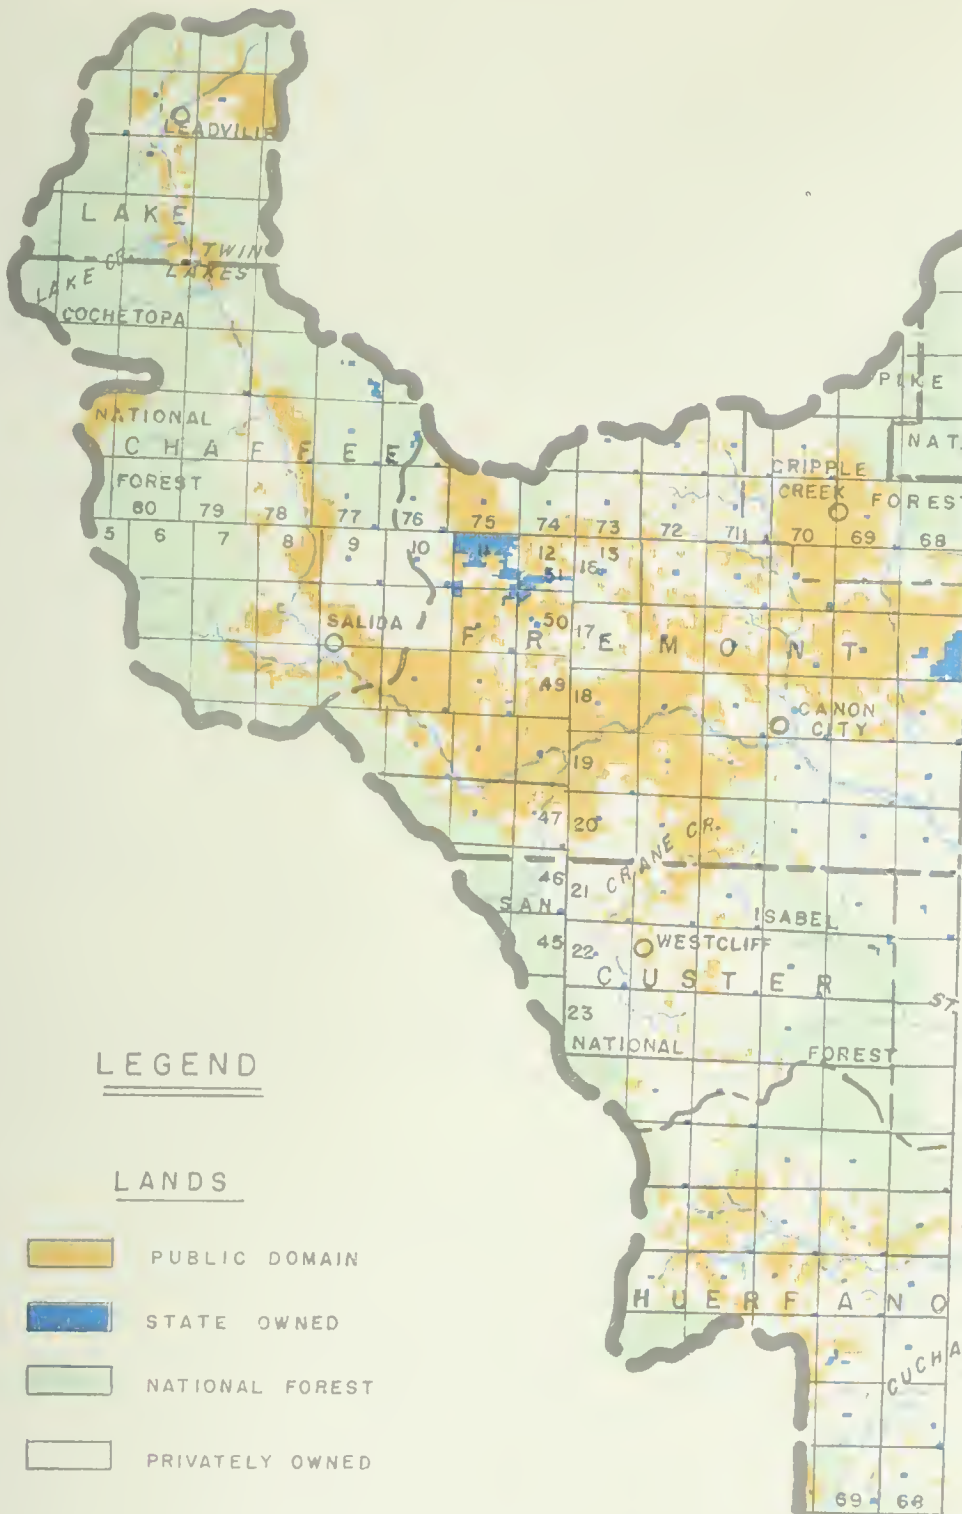 LEADVILLE
LAKE
TWIN
LAKES
LAKE CR.
COCHETOPA
PIKE
NATIONAL
CHAFFEE
NAT.
CRIPPLE
CREEK
FOREST
FOREST
80 79 78 77 76 75 74 73 72 71 70 69 68
5 6 7 8 9 10 11 12 13
51 16
SALIDA
50 17
FREMONT
49 18
CANON
CITY
19
47 20
CRANE CR.
46 21
SAN ISABEL
45 22
WESTCLIFF
CUSTER
ST
23
NATIONAL FOREST
LEGEND
LANDS
PUBLIC DOMAIN
STATE OWNED
HUERFANO
CUCHA
NATIONAL FOREST
PRIVATELY OWNED
69 68